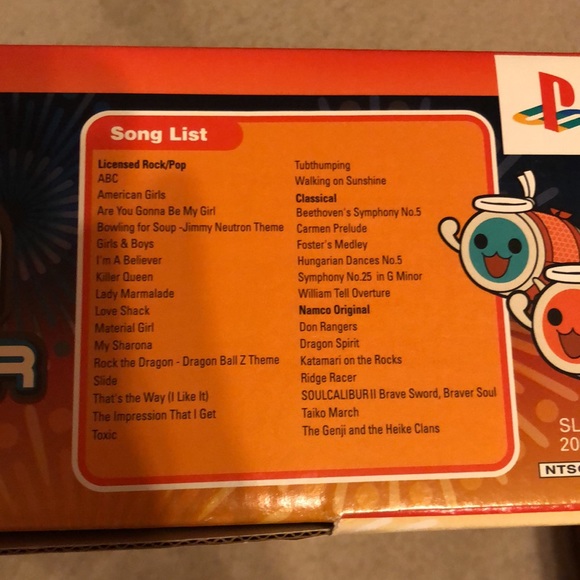 Song List
Licensed Rock/Pop
ABC
American Girls
Are You Gonna Be My Girl
Bowling for Soup -Jimmy Neutron Theme
Girls & Boys
I'm A Believer
Killer Queen
Lady Marmalade
Love Shack
Material Girl
My Sharona
Rock the Dragon - Dragon Ball Z Theme
Slide
That's the Way (I Like It)
The Impression That I Get
Toxic
Tubthumping
Walking on Sunshine
Classical
Beethoven's Symphony No.5
Carmen Prelude
Foster's Medley
Hungarian Dances No.5
Symphony No.25 in G Minor
William Tell Overture
Namco Original
Don Rangers
Dragon Spirit
Katamari on the Rocks
Ridge Racer
SOULCALIBUR II Brave Sword, Braver Soul
Taiko March
The Genji and the Heike Clans
R
SL
20
NTSC